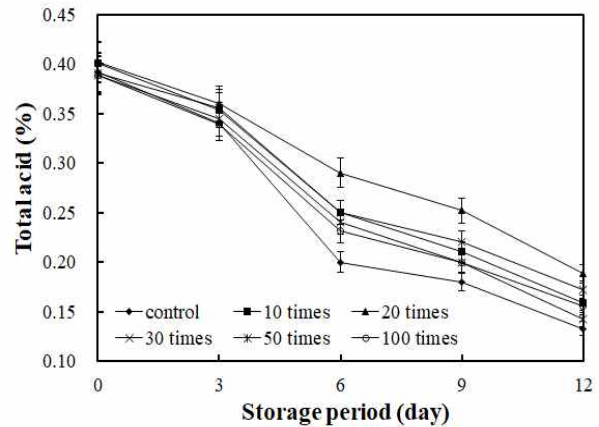 0.45
0.40
0.35
0.30
0.25
0.20
0.15
0.10
Total acid (%)
control 10 times 20 times
30 times 50 times 100 times
0 3 6 9 12
Storage period (day)